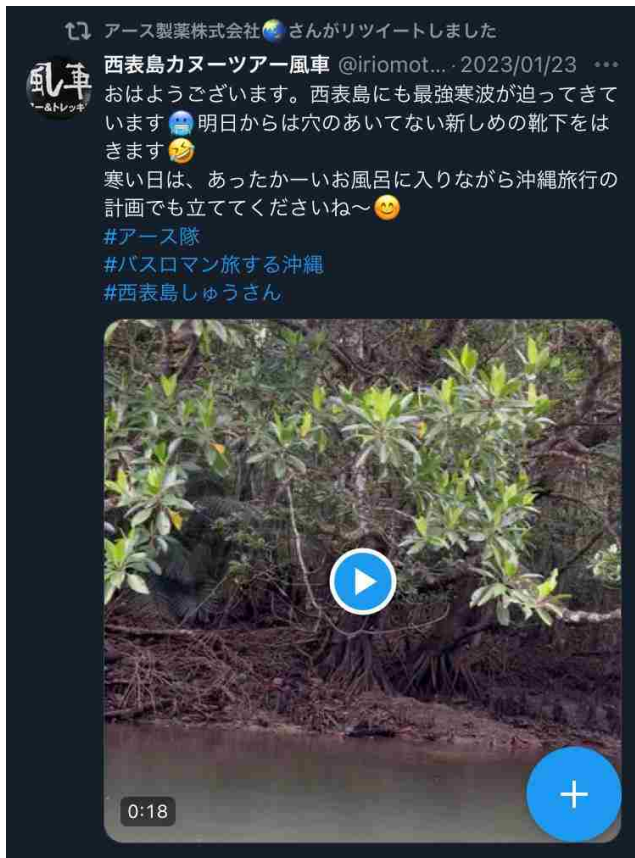 アース製薬株式会社🌏さんがリツイートしました
西表島カヌーツアー風車 @iriomot... · 2023/01/23
おはようございます。西表島にも最強寒波が迫ってきて
います🥶明日からは穴のあいてない新しめの靴下をは
きます🤣
寒い日は、あったかーいお風呂に入りながら沖縄旅行の
計画でも立ててくださいね〜😊
#アース隊
#バスロマン旅する沖縄
#西表島しゅうさん
風車
ー&トレッキ
0:18